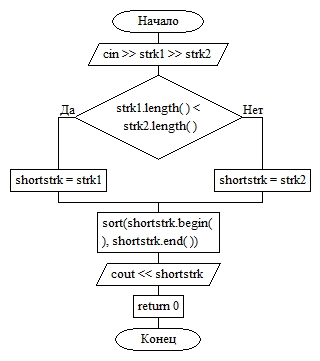 Начало
cin >> strk1 >> strk2
strk1.length( ) <
strk2.length( )
Да
Нет
shortstrk = strk1
shortstrk = strk2
sort(shortstrk.begin(
), shortstrk.end( ))
cout << shortstrk
return 0
Конец